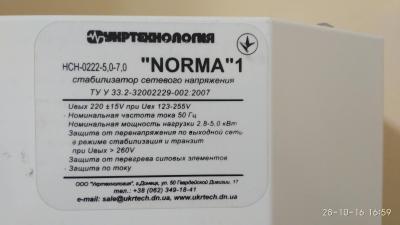 УКРТЕХНОЛОГИЯ
НСН-0222-5,0-7,0 "NORMA"1
стабилизатор сетевого напряжения
ТУ У 33.2-32002229-002.2007
Uвых 220 ±15V при Uвх 123-255V
· Номинальная частота тока 50 Гц
· Номинальная мощность нагрузки 2.8-5.0 кВт
Защита от перенапряжения по выходной сети
в режиме стабилизация и транзит
при Uвых > 260V
· Защита от перегрева силовых элементов
· Защита по току
ООО "Укртехнология", г.Донецк, ул. 50 Гвардейской Дивизии, 17
тел.: +38 (062) 349-18-41
e-mail: sale@ukrtech.dn.ua, www.ukrtech.dn.ua
28-10-16 16:59